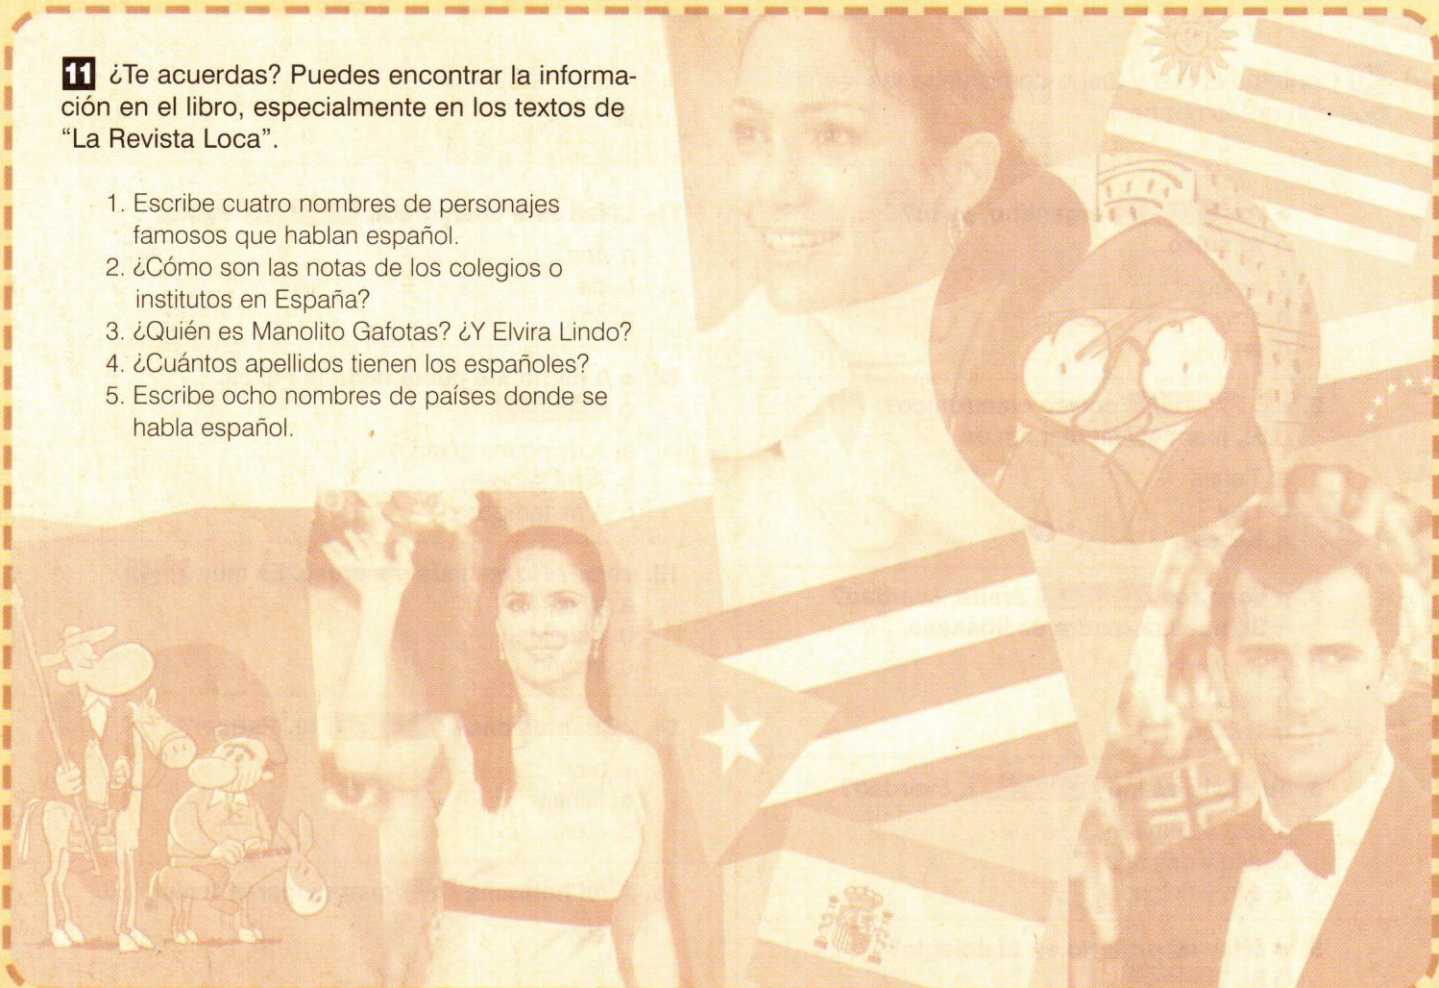 11 ¿Te acuerdas? Puedes encontrar la informa-
ción en el libro, especialmente en los textos de
“La Revista Loca”.
1. Escribe cuatro nombres de personajes
famosos que hablan español.
2. ¿Cómo son las notas de los colegios o
institutos en España?
3. ¿Quién es Manolito Gafotas? ¿Y Elvira Lindo?
4. ¿Cuántos apellidos tienen los españoles?
5. Escribe ocho nombres de países donde se
habla español.